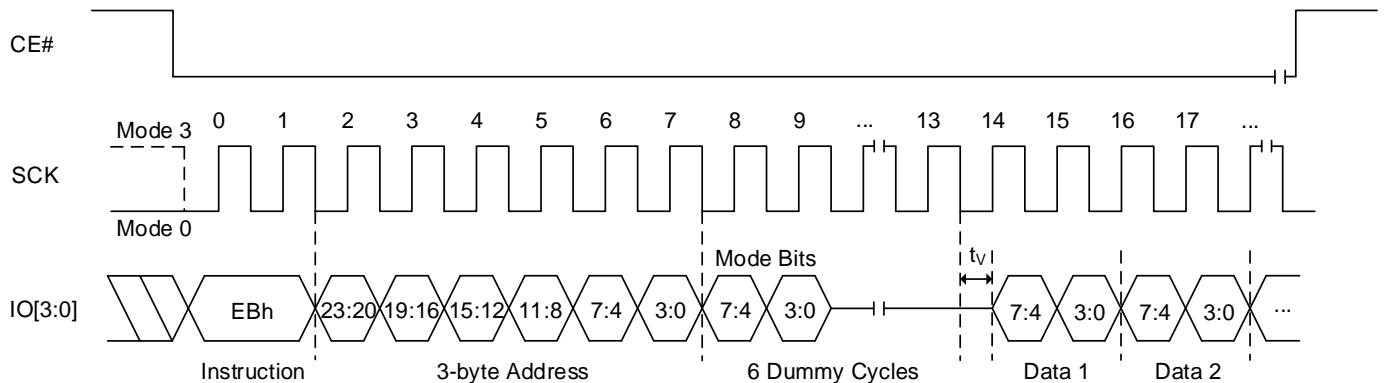 CE#
0 1 2 3 4 5 6 7 8 9 ... 13 14 15 16 17 ...
Mode 3
SCK
Mode 0
Mode Bits
tV
IO[3:0]
EBh 23:20 19:16 15:12 11:8 7:4 3:0 7:4 3:0 7:4 3:0 7:4 3:0 ...
Instruction 3-byte Address 6 Dummy Cycles Data 1 Data 2